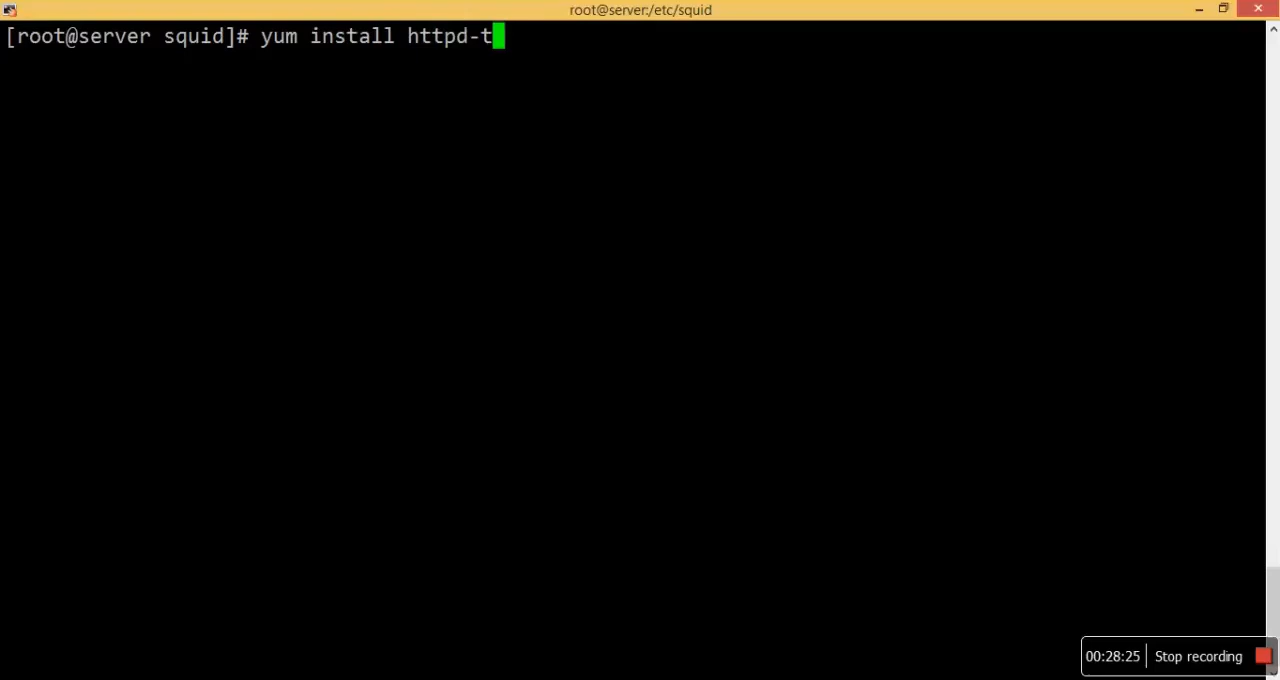 root@server:/etc/squid
[root@server squid]# yum install httpd-t
00:28:25 Stop recording